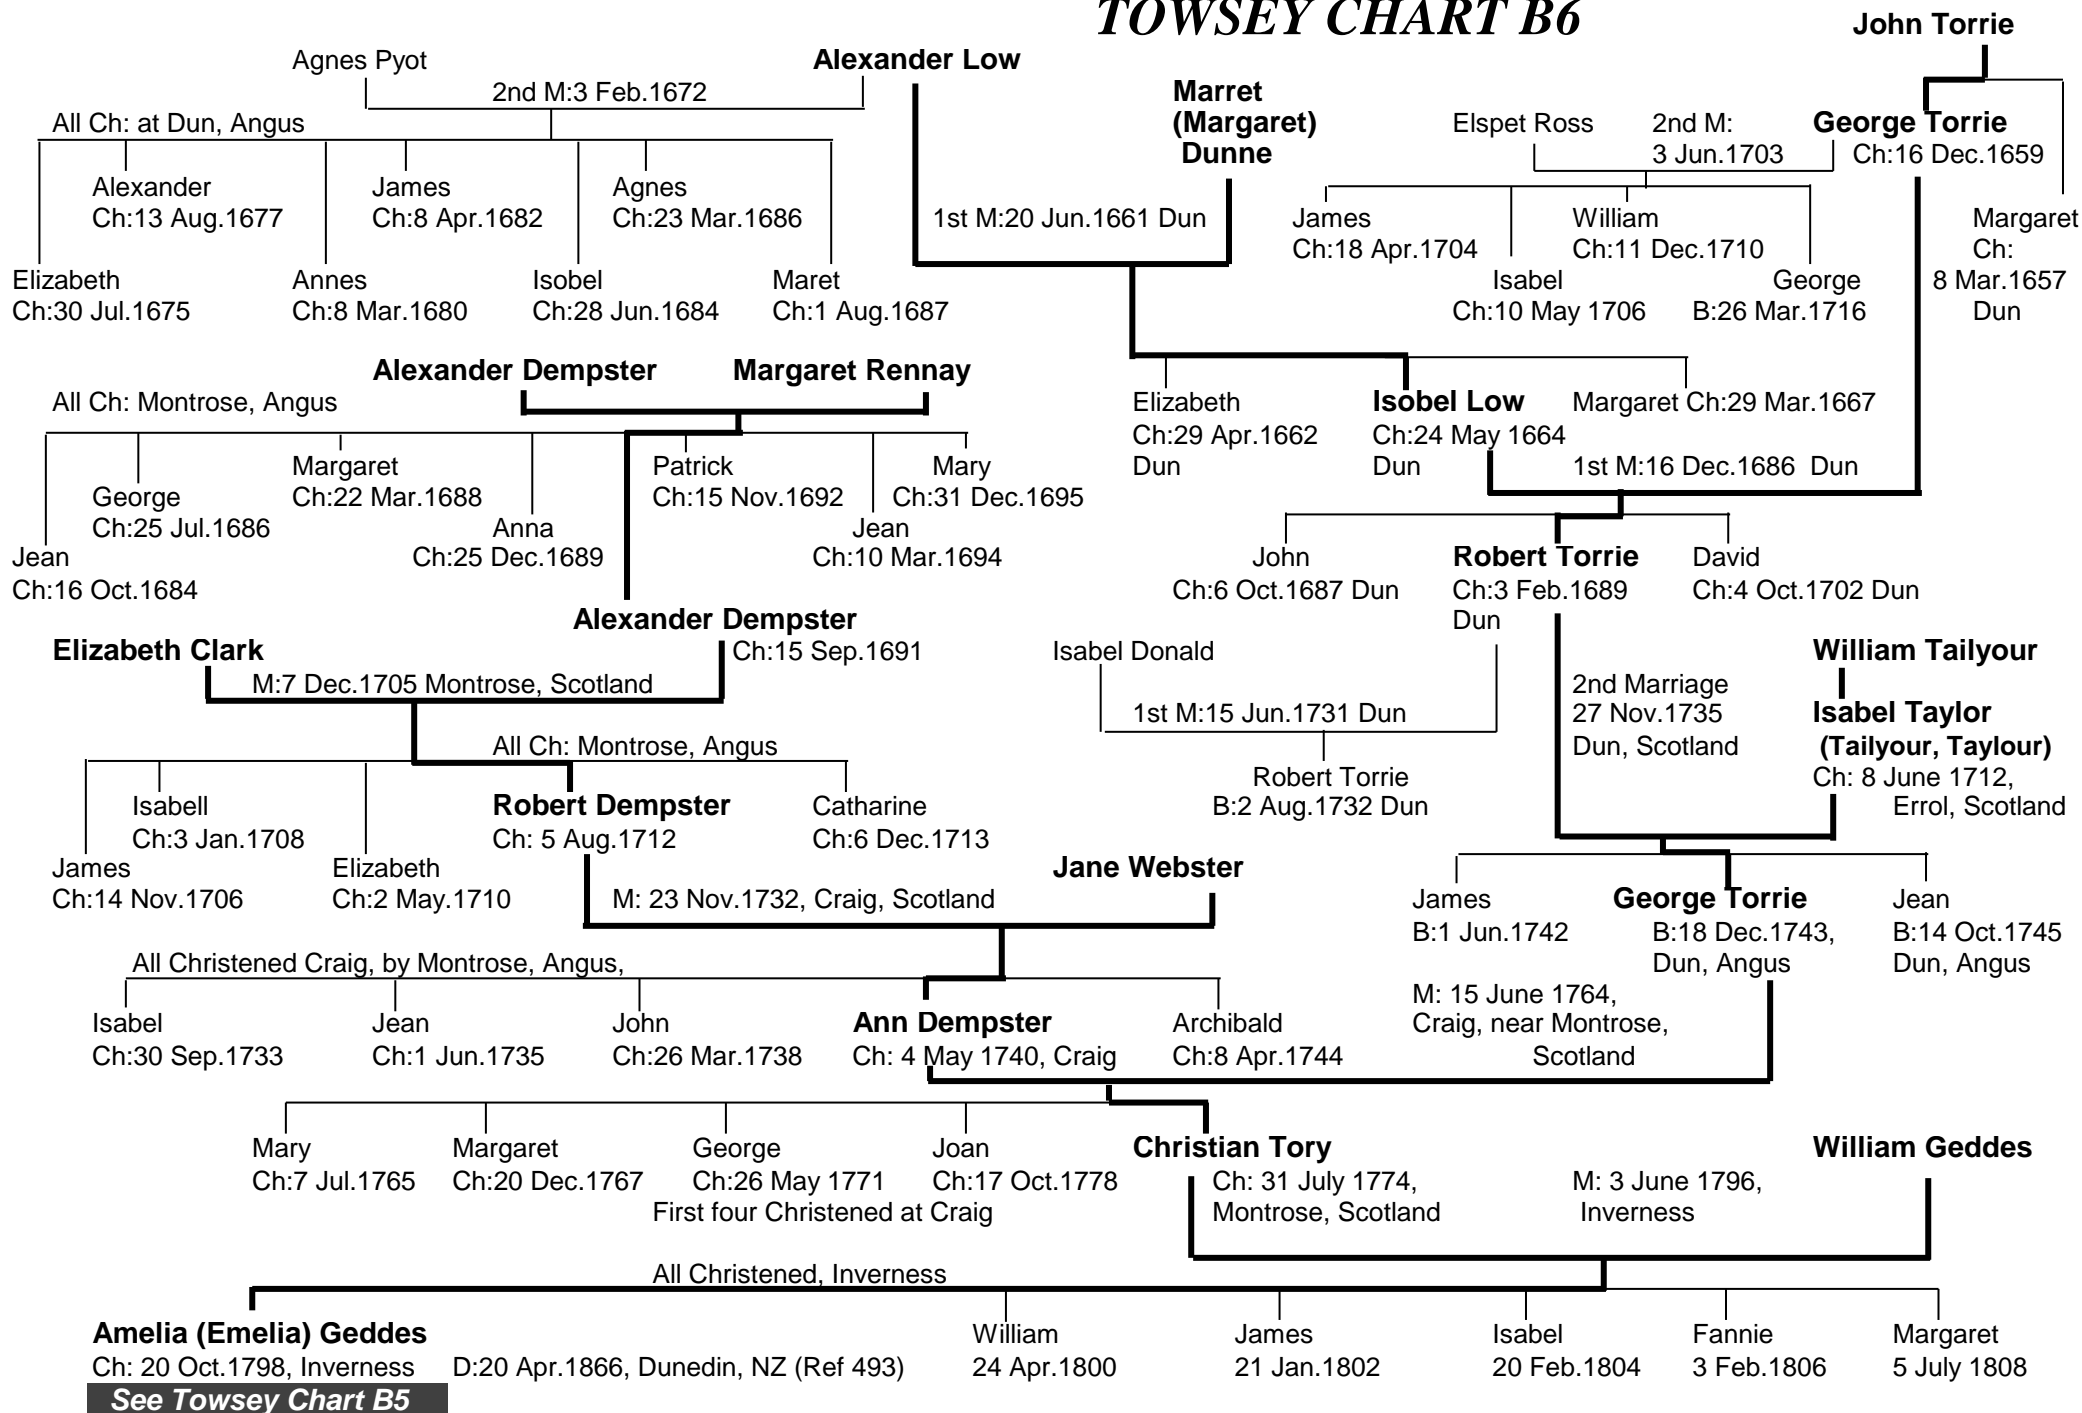 TOWSEY CHART B6
John Torrie
Agnes Pyot
Alexander Low
2nd M:3 Feb.1672
Marret
(Margaret)
Dunne
All Ch: at Dun, Angus
Elspet Ross
2nd M:
3 Jun.1703
George Torrie
Ch:16 Dec.1659
Alexander
Ch:13 Aug.1677
James
Ch:8 Apr.1682
Agnes
Ch:23 Mar.1686
1st M:20 Jun.1661 Dun
James
Ch:18 Apr.1704
William
Ch:11 Dec.1710
Margaret
Ch:
8 Mar.1657
Dun
Elizabeth
Ch:30 Jul.1675
Annes
Ch:8 Mar.1680
Isobel
Ch:28 Jun.1684
Maret
Ch:1 Aug.1687
Isabel
Ch:10 May 1706
George
B:26 Mar.1716
Alexander Dempster
Margaret Rennay
All Ch: Montrose, Angus
Elizabeth
Ch:29 Apr.1662
Dun
Isobel Low
Ch:24 May 1664
Dun
Margaret Ch:29 Mar.1667
1st M:16 Dec.1686 Dun
Margaret
Ch:22 Mar.1688
Patrick
Ch:15 Nov.1692
Mary
Ch:31 Dec.1695
George
Ch:25 Jul.1686
Anna
Ch:25 Dec.1689
Jean
Ch:10 Mar.1694
Jean
Ch:16 Oct.1684
John
Ch:6 Oct.1687 Dun
Robert Torrie
Ch:3 Feb.1689
Dun
David
Ch:4 Oct.1702 Dun
Alexander Dempster
Ch:15 Sep.1691
Elizabeth Clark
M:7 Dec.1705 Montrose, Scotland
Isabel Donald
1st M:15 Jun.1731 Dun
2nd Marriage
27 Nov.1735
Dun, Scotland
William Tailyour
Isabel Taylor
(Tailyour, Taylour)
Ch: 8 June 1712,
Errol, Scotland
All Ch: Montrose, Angus
Robert Torrie
B:2 Aug.1732 Dun
Isabell
Ch:3 Jan.1708
Robert Dempster
Ch: 5 Aug.1712
Catharine
Ch:6 Dec.1713
James
Ch:14 Nov.1706
Elizabeth
Ch:2 May.1710
Jane Webster
M: 23 Nov.1732, Craig, Scotland
James
B:1 Jun.1742
George Torrie
B:18 Dec.1743,
Dun, Angus
Jean
B:14 Oct.1745
Dun, Angus
All Christened Craig, by Montrose, Angus,
M: 15 June 1764,
Craig, near Montrose,
Scotland
Isabel
Ch:30 Sep.1733
Jean
Ch:1 Jun.1735
John
Ch:26 Mar.1738
Ann Dempster
Ch: 4 May 1740, Craig
Archibald
Ch:8 Apr.1744
Mary
Ch:7 Jul.1765
Margaret
Ch:20 Dec.1767
George
Ch:26 May 1771
Joan
Ch:17 Oct.1778
First four Christened at Craig
Christian Tory
Ch: 31 July 1774,
Montrose, Scotland
M: 3 June 1796,
Inverness
William Geddes
All Christened, Inverness
Amelia (Emelia) Geddes
Ch: 20 Oct.1798, Inverness
D:20 Apr.1866, Dunedin, NZ (Ref 493)
William
24 Apr.1800
James
21 Jan.1802
Isabel
20 Feb.1804
Fannie
3 Feb.1806
Margaret
5 July 1808
See Towsey Chart B5